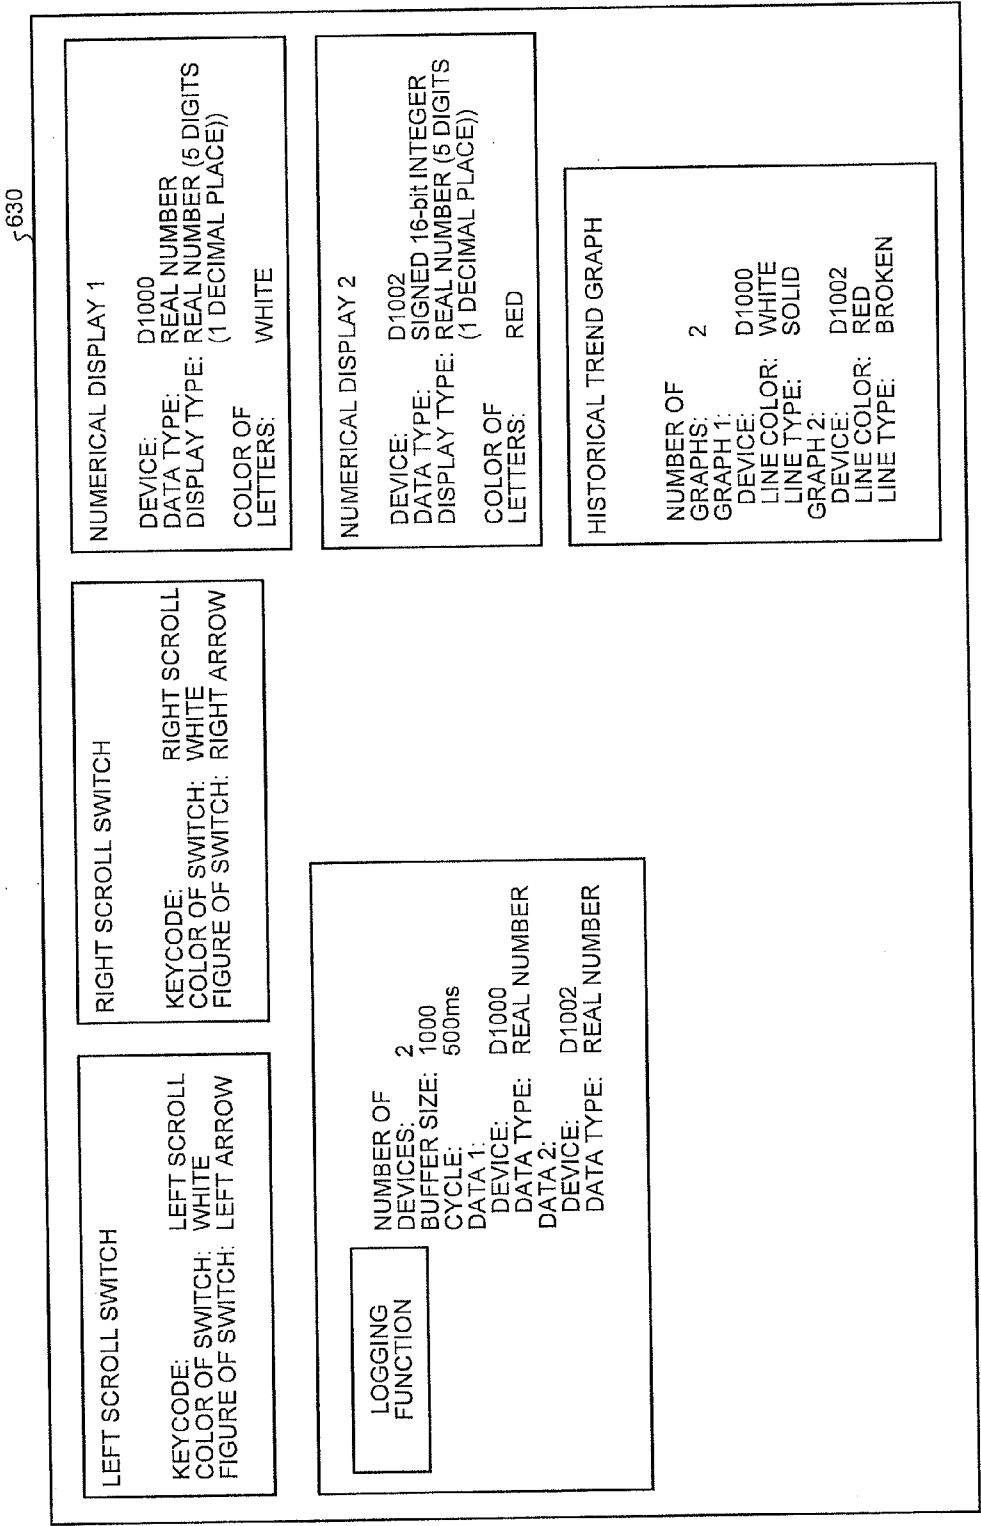 630
LEFT SCROLL SWITCH
KEYCODE: LEFT SCROLL
COLOR OF SWITCH: WHITE
FIGURE OF SWITCH: LEFT ARROW
RIGHT SCROLL SWITCH
KEYCODE: RIGHT SCROLL
COLOR OF SWITCH: WHITE
FIGURE OF SWITCH: RIGHT ARROW
NUMERICAL DISPLAY 1
DEVICE: D1000
DATA TYPE: REAL NUMBER
DISPLAY TYPE: REAL NUMBER (5 DIGITS
(1 DECIMAL PLACE))
COLOR OF
LETTERS: WHITE
LOGGING
FUNCTION
NUMBER OF
DEVICES: 2
BUFFER SIZE: 1000
CYCLE: 500ms
DATA 1:
DEVICE: D1000
DATA TYPE: REAL NUMBER
DATA 2:
DEVICE: D1002
DATA TYPE: REAL NUMBER
NUMERICAL DISPLAY 2
DEVICE: D1002
DATA TYPE: SIGNED 16-bit INTEGER
DISPLAY TYPE: REAL NUMBER (5 DIGITS
(1 DECIMAL PLACE))
COLOR OF
LETTERS: RED
HISTORICAL TREND GRAPH
NUMBER OF
GRAPHS: 2
GRAPH 1:
DEVICE: D1000
LINE COLOR: WHITE
LINE TYPE: SOLID
GRAPH 2:
DEVICE: D1002
LINE COLOR: RED
LINE TYPE: BROKEN